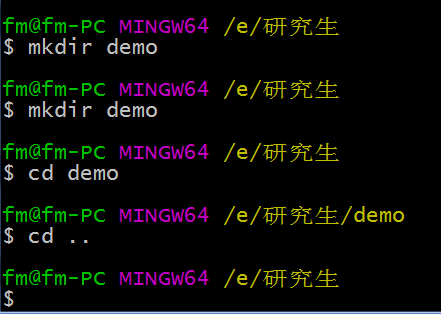 fm@fm-PC MINGW64 /e/研究生
$ mkdir demo
fm@fm-PC MINGW64 /e/研究生
$ mkdir demo
fm@fm-PC MINGW64 /e/研究生
$ cd demo
fm@fm-PC MINGW64 /e/研究生/demo
$ cd ..
fm@fm-PC MINGW64 /e/研究生
$